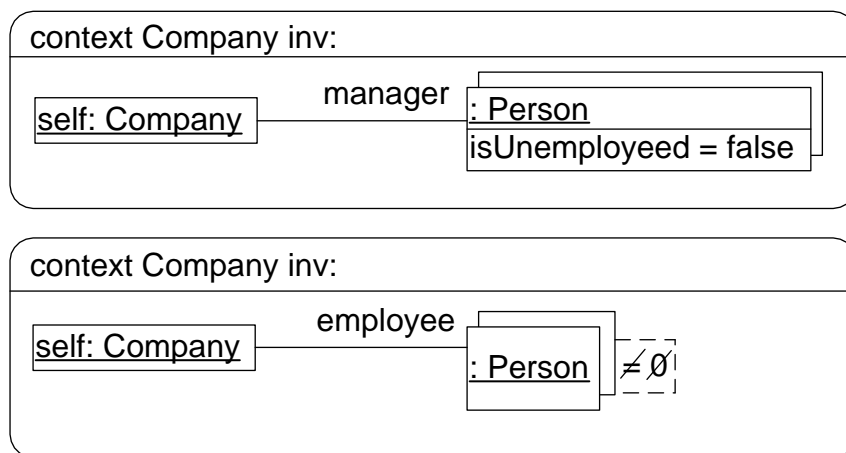 context Company inv:
manager
self: Company
: Person
isUnemployeed = false
context Company inv:
employee
self: Company
: Person
≠ ∅